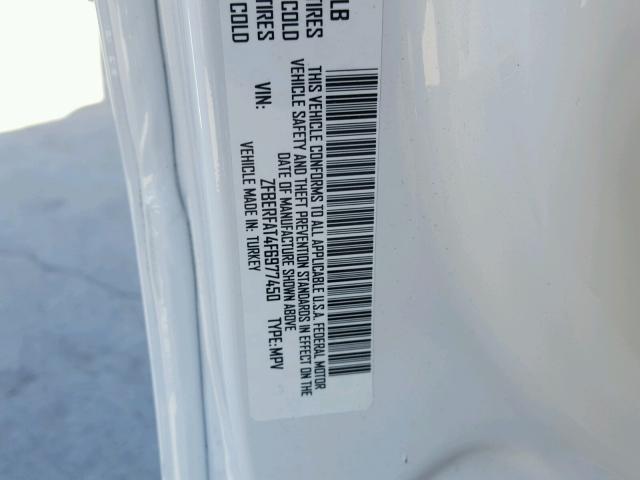 LB
TIRES
COLD
TIRES
COLD
THIS VEHICLE CONFORMS TO ALL APPLICABLE U.S.A. FEDERAL MOTOR
VEHICLE SAFETY AND THEFT PREVENTION STANDARDS IN EFFECT ON THE
DATE OF MANUFACTURE SHOWN ABOVE
VIN: ZFBERFAT4F6977450 TYPE: MPV
VEHICLE MADE IN: TURKEY